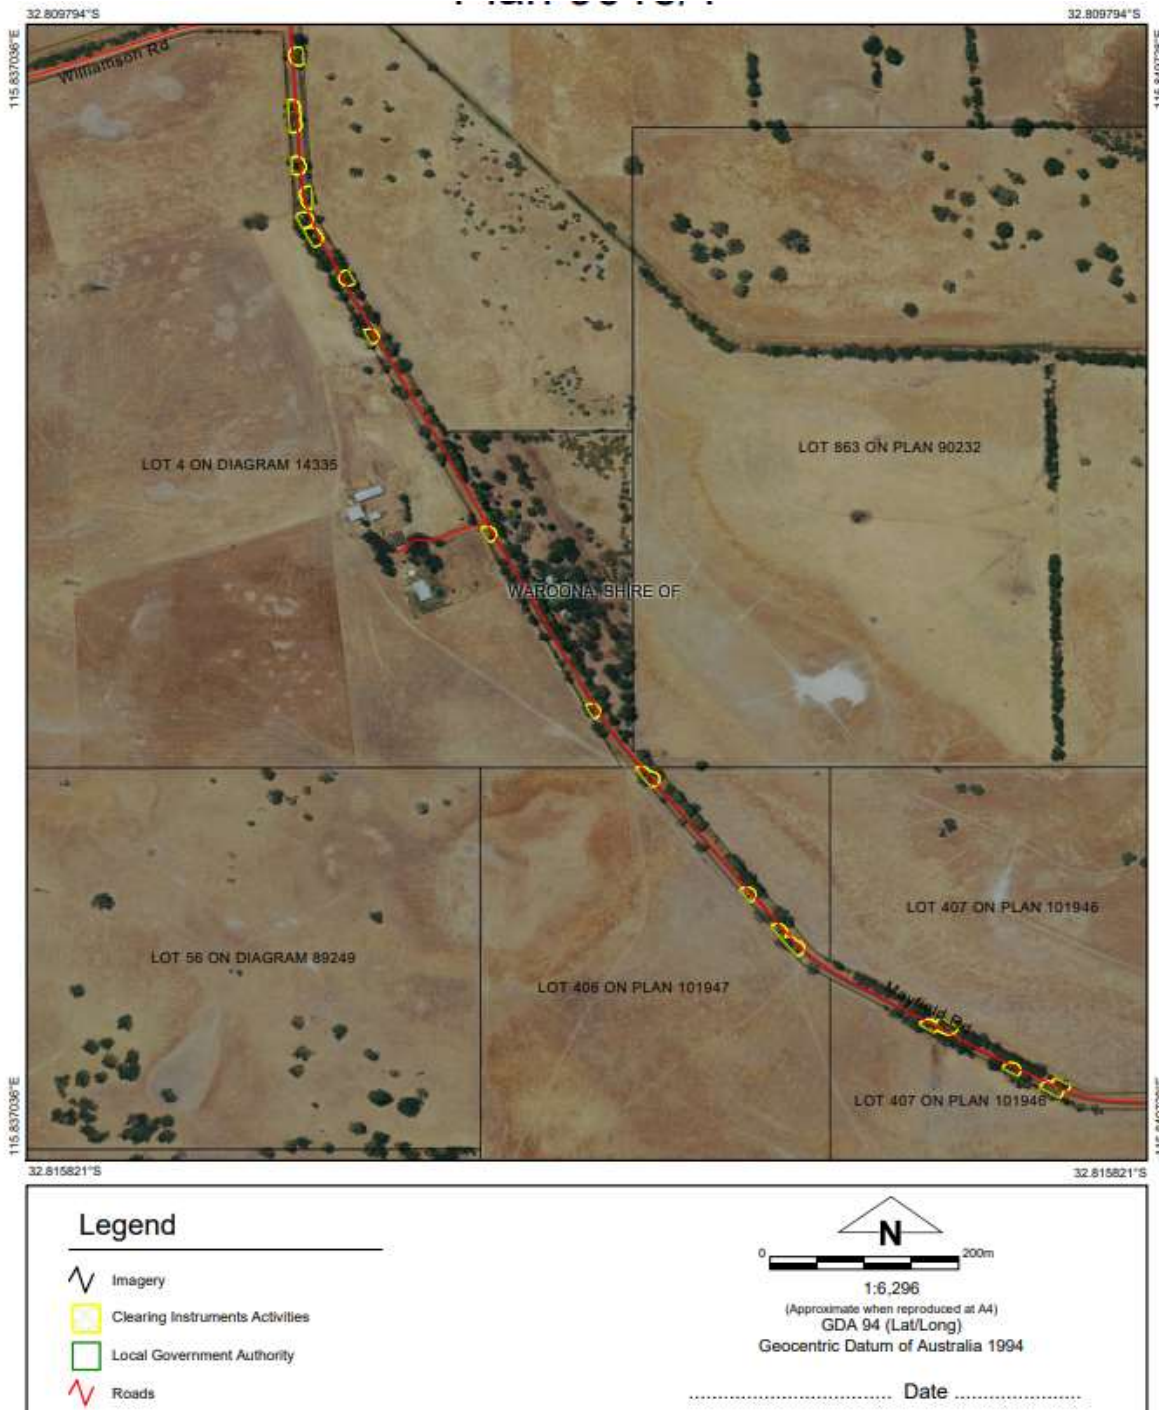 32.809794°S
32.809794°S
115.837036°E
Williamson Rd
LOT 863 ON PLAN 90232
LOT 4 ON DIAGRAM 14335
WAROONA, SHIRE OF
LOT 407 ON PLAN 101946
LOT 56 ON DIAGRAM 89249
LOT 406 ON PLAN 101947
Mayfield Rd
LOT 407 ON PLAN 101946
115.837036°E
32.815821°S
32.815821°S
Legend
Imagery
Clearing Instruments Activities
Local Government Authority
Roads
N
0 200m
1:6,296
(Approximate when reproduced at A4)
GDA 94 (Lat/Long)
Geocentric Datum of Australia 1994
Date